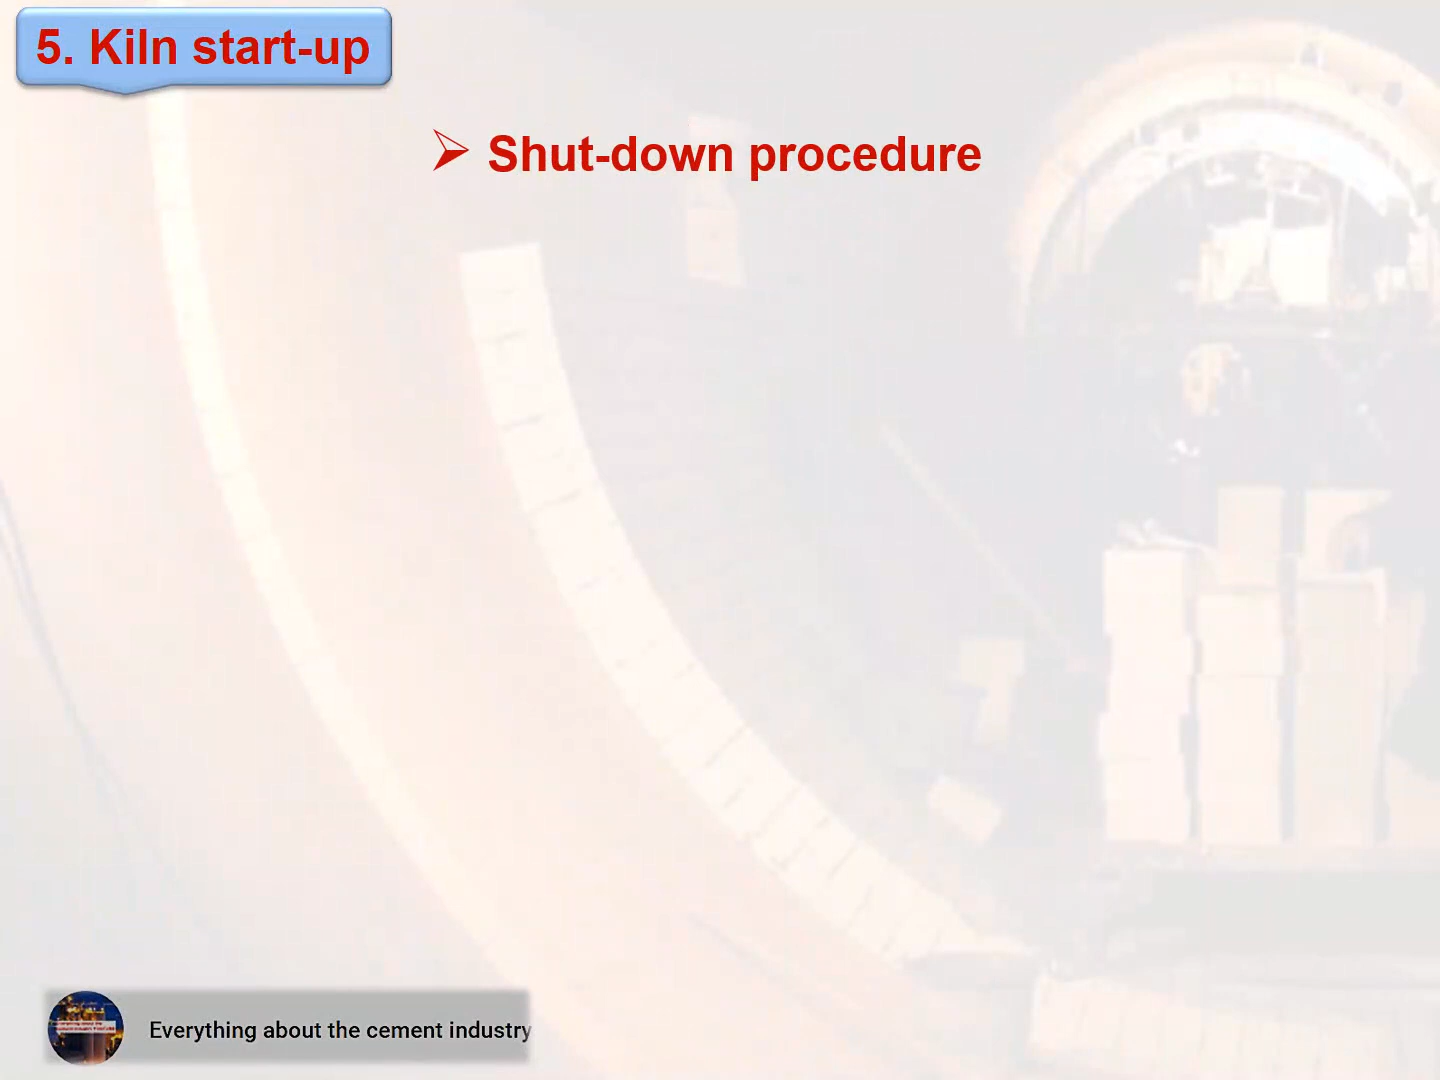 5. Kiln start-up
Shut-down procedure
Everything about the cement industry